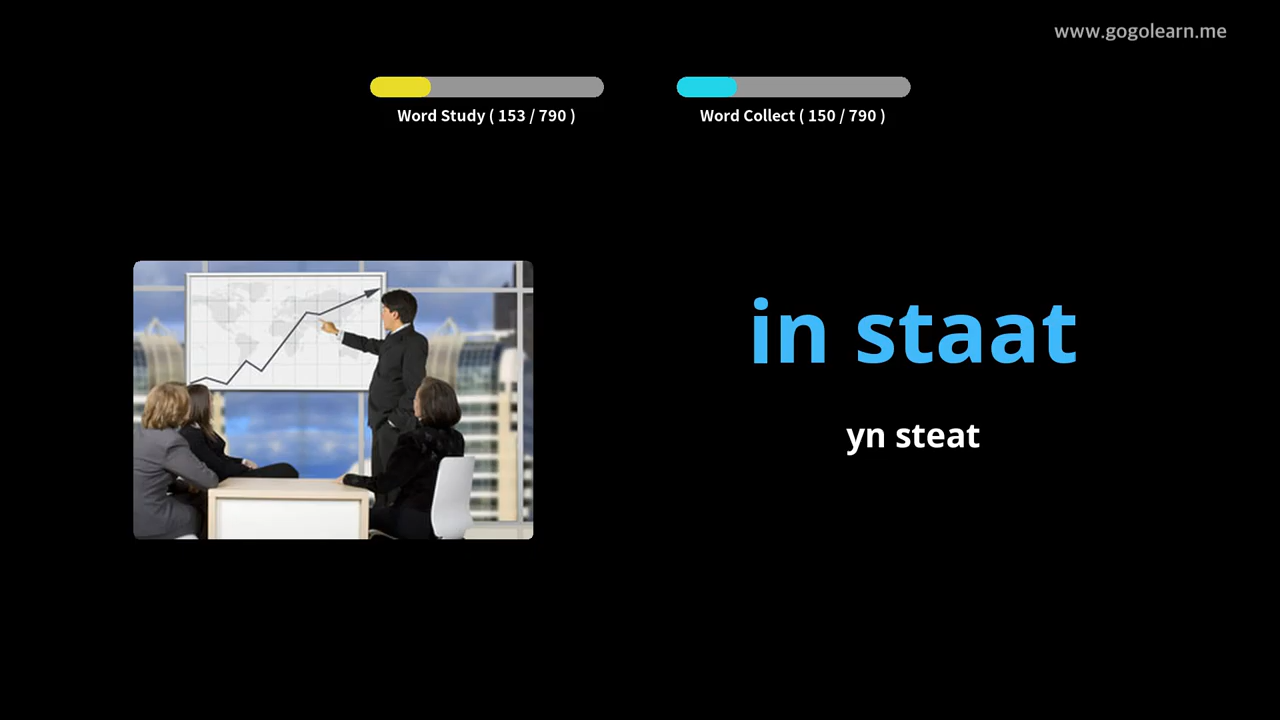 www.gogolearn.me
Word Study ( 153 / 790 )
Word Collect ( 150 / 790 )
in staat
yn steat